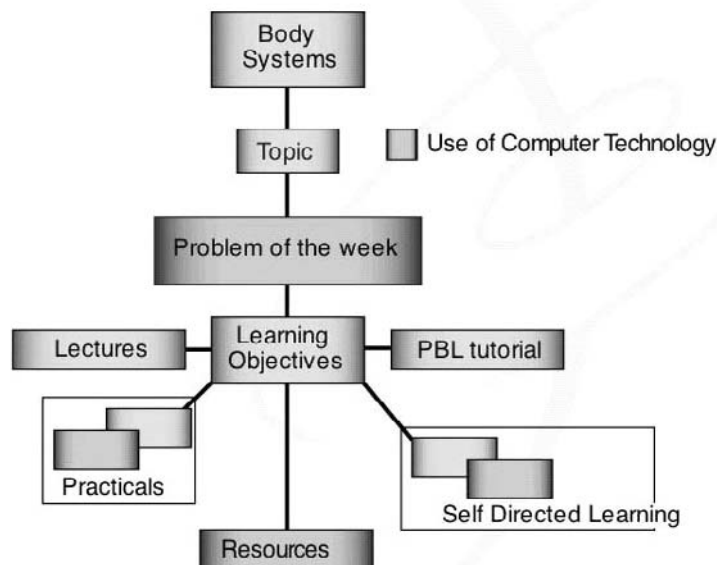 Body
Systems
Topic
Use of Computer Technology
Problem of the week
Lectures
Learning
Objectives
PBL tutorial
Practicals
Self Directed Learning
Resources